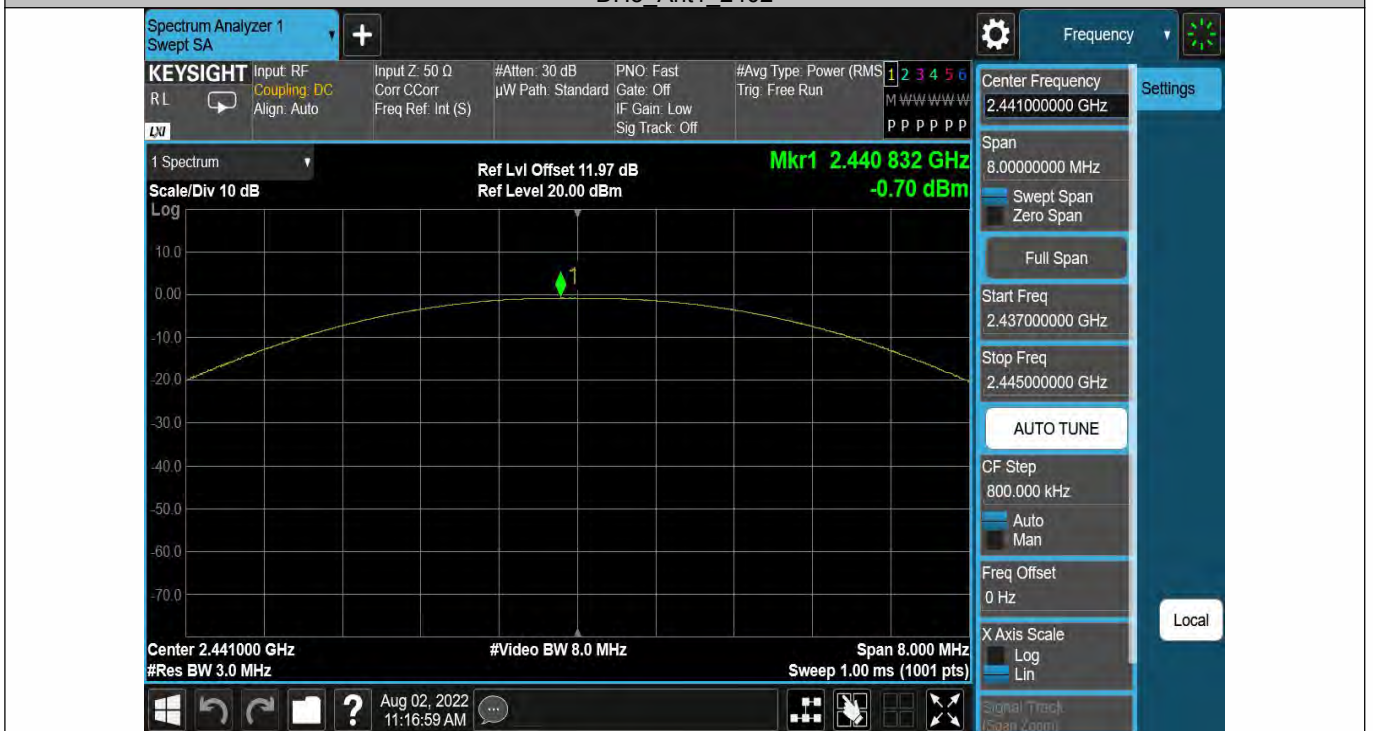 Spectrum Analyzer 1
Swept SA
+
Frequency
KEYSIGHT
R L
LXI
Input: RF
Coupling: DC
Align: Auto
Input Z: 50 Ω
Corr CCorr
Freq Ref: Int (S)
#Atten: 30 dB
µW Path: Standard
PNO: Fast
Gate: Off
IF Gain: Low
Sig Track: Off
#Avg Type: Power (RMS
Trig: Free Run
1 2 3 4 5 6
M W W W W W
P P P P P P
Center Frequency
2.441000000 GHz
Settings
1 Spectrum
Scale/Div 10 dB
Ref Lvl Offset 11.97 dB
Ref Level 20.00 dBm
Mkr1 2.440 832 GHz
-0.70 dBm
Log
10.0
0.00
-10.0
-20.0
-30.0
-40.0
-50.0
-60.0
-70.0
1
Span
8.00000000 MHz
Swept Span
Zero Span
Full Span
Start Freq
2.437000000 GHz
Stop Freq
2.445000000 GHz
AUTO TUNE
CF Step
800.000 kHz
Auto
Man
Freq Offset
0 Hz
X Axis Scale
Log
Lin
Local
Signal Track
(Span Zoom)
Center 2.441000 GHz
#Res BW 3.0 MHz
#Video BW 8.0 MHz
Span 8.000 MHz
Sweep 1.00 ms (1001 pts)
?
Aug 02, 2022
11:16:59 AM